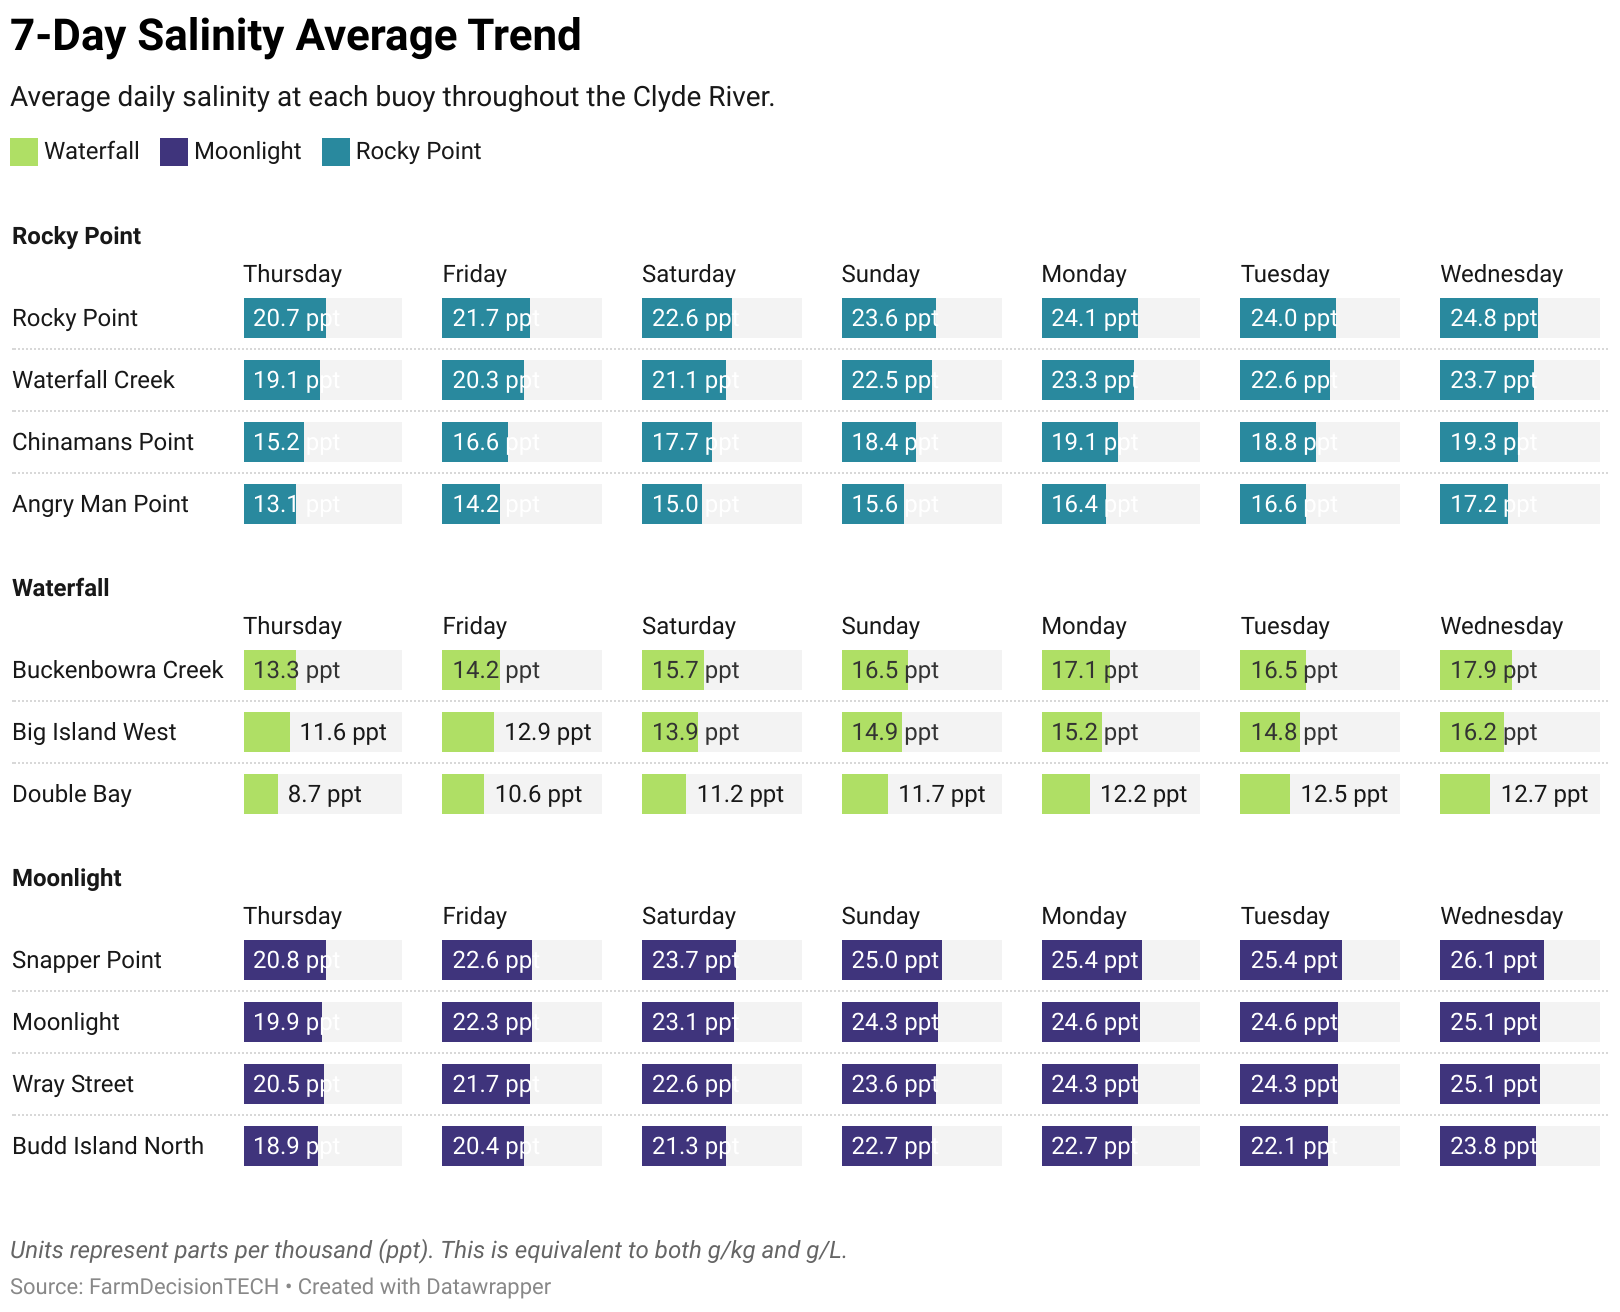 7-Day Salinity Average Trend
Average daily salinity at each buoy throughout the Clyde River.
Waterfall Moonlight Rocky Point
Rocky Point
Thursday Friday Saturday Sunday Monday Tuesday Wednesday
Rocky Point 20.7 ppt 21.7 ppt 22.6 ppt 23.6 ppt 24.1 ppt 24.0 ppt 24.8 ppt
Waterfall Creek 19.1 ppt 20.3 ppt 21.1 ppt 22.5 ppt 23.3 ppt 22.6 ppt 23.7 ppt
Chinamans Point 15.2 ppt 16.6 ppt 17.7 ppt 18.4 ppt 19.1 ppt 18.8 ppt 19.3 ppt
Angry Man Point 13.1 ppt 14.2 ppt 15.0 ppt 15.6 ppt 16.4 ppt 16.6 ppt 17.2 ppt
Waterfall
Thursday Friday Saturday Sunday Monday Tuesday Wednesday
Buckenbowra Creek 13.3 ppt 14.2 ppt 15.7 ppt 16.5 ppt 17.1 ppt 16.5 ppt 17.9 ppt
Big Island West 11.6 ppt 12.9 ppt 13.9 ppt 14.9 ppt 15.2 ppt 14.8 ppt 16.2 ppt
Double Bay 8.7 ppt 10.6 ppt 11.2 ppt 11.7 ppt 12.2 ppt 12.5 ppt 12.7 ppt
Moonlight
Thursday Friday Saturday Sunday Monday Tuesday Wednesday
Snapper Point 20.8 ppt 22.6 ppt 23.7 ppt 25.0 ppt 25.4 ppt 25.4 ppt 26.1 ppt
Moonlight 19.9 ppt 22.3 ppt 23.1 ppt 24.3 ppt 24.6 ppt 24.6 ppt 25.1 ppt
Wray Street 20.5 ppt 21.7 ppt 22.6 ppt 23.6 ppt 24.3 ppt 24.3 ppt 25.1 ppt
Budd Island North 18.9 ppt 20.4 ppt 21.3 ppt 22.7 ppt 22.7 ppt 22.1 ppt 23.8 ppt
Units represent parts per thousand (ppt). This is equivalent to both g/kg and g/L.
Source: FarmDecisionTECH • Created with Datawrapper